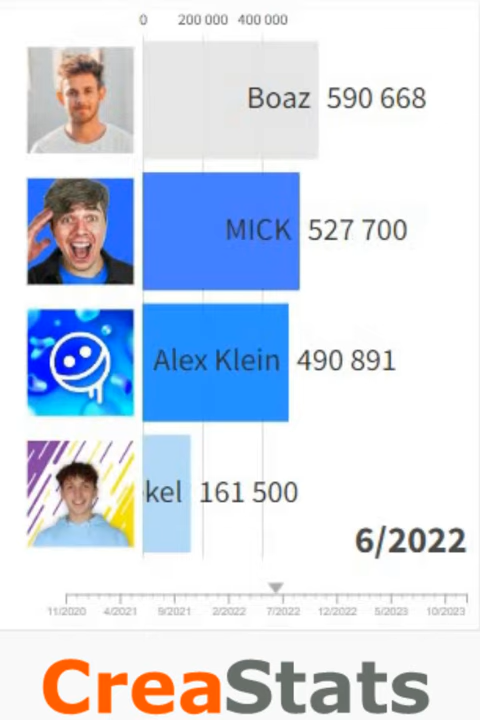 0 200 000 400 000
Boaz 590 668
MICK 527 700
Alex Klein 490 891
kel 161 500
6/2022
11/2020 4/2021 9/2021 2/2022 7/2022 12/2022 5/2023 10/2023
CreaStats